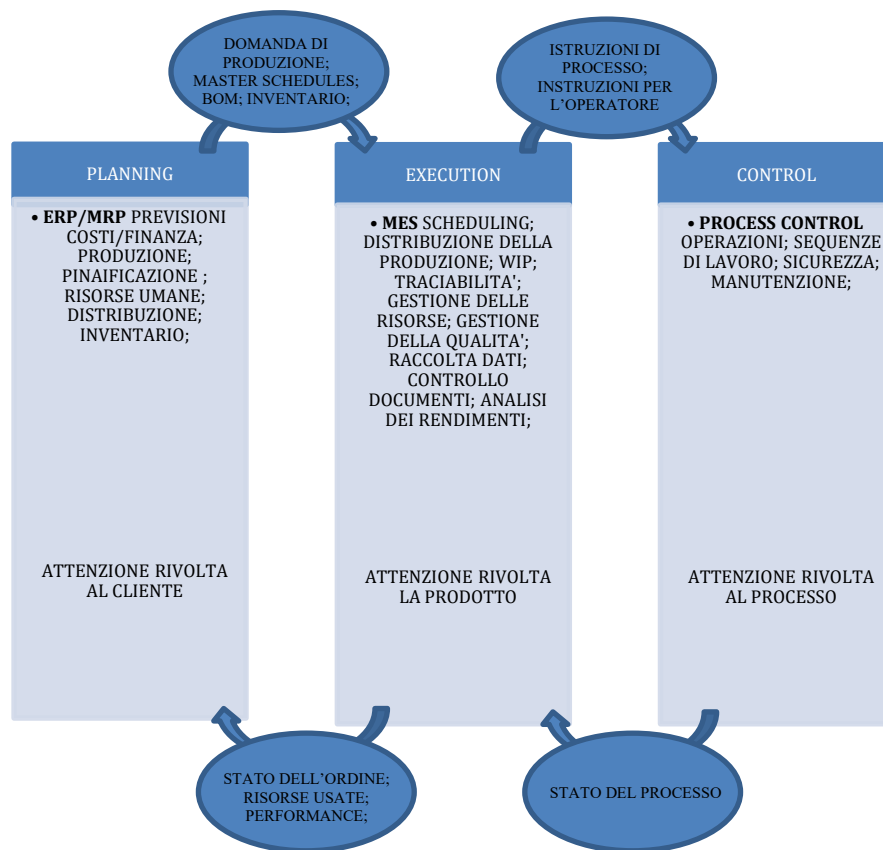 DOMANDA DI
PRODUZIONE;
MASTER SCHEDULES;
BOM; INVENTARIO;
ISTRUZIONI DI
PROCESSO;
INSTRUZIONI PER
L'OPERATORE
PLANNING
• ERP/MRP PREVISIONI
COSTI/FINANZA;
PRODUZIONE;
PINAIFICAZIONE ;
RISORSE UMANE;
DISTRIBUZIONE;
INVENTARIO;
ATTENZIONE RIVOLTA
AL CLIENTE
EXECUTION
• MES SCHEDULING;
DISTRIBUZIONE DELLA
PRODUZIONE; WIP;
TRACIABILITA';
GESTIONE DELLE
RISORSE; GESTIONE
DELLA QUALITA';
RACCOLTA DATI;
CONTROLLO
DOCUMENTI; ANALISI
DEI RENDIMENTI;
ATTENZIONE RIVOLTA
LA PRODOTTO
CONTROL
• PROCESS CONTROL
OPERAZIONI; SEQUENZE
DI LAVORO; SICUREZZA;
MANUTENZIONE;
ATTENZIONE RIVOLTA
AL PROCESSO
STATO DELL'ORDINE;
RISORSE USATE;
PERFORMANCE;
STATO DEL PROCESSO